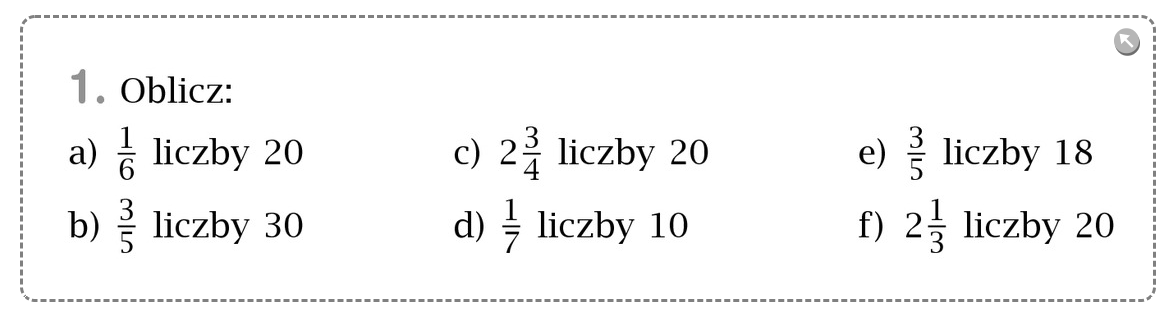 1. Oblicz:
a) 1/6 liczby 20 c) 2 3/4 liczby 20 e) 3/5 liczby 18
b) 3/5 liczby 30 d) 1/7 liczby 10 f) 2 1/3 liczby 20